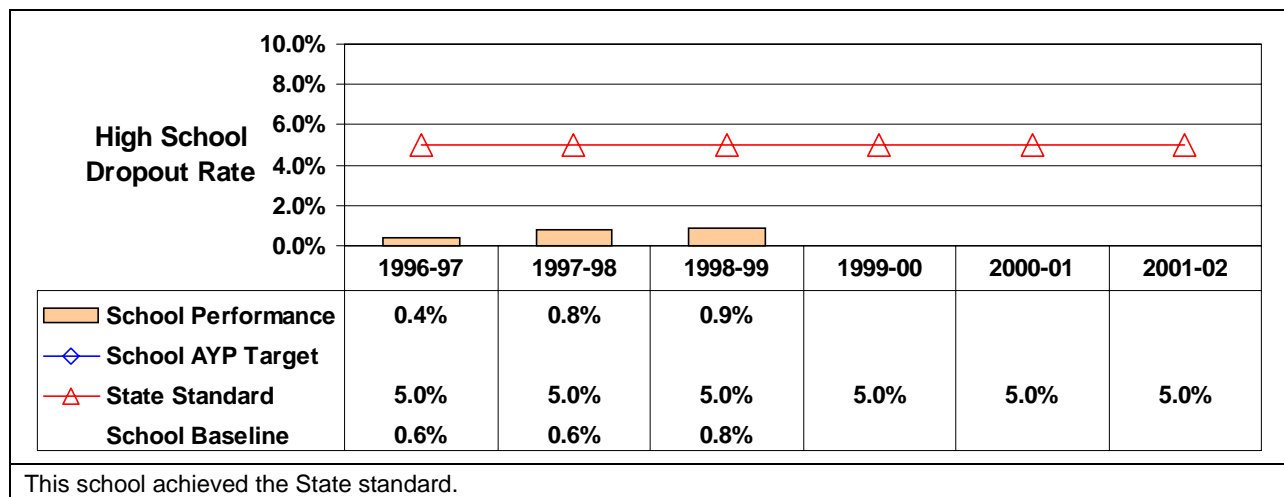 10.0%
8.0%
6.0%
4.0%
2.0%
0.0%
High School
Dropout Rate
1996-97 1997-98 1998-99 1999-00 2000-01 2001-02
School Performance 0.4% 0.8% 0.9%
School AYP Target
State Standard 5.0% 5.0% 5.0% 5.0% 5.0% 5.0%
School Baseline 0.6% 0.6% 0.8%
This school achieved the State standard.